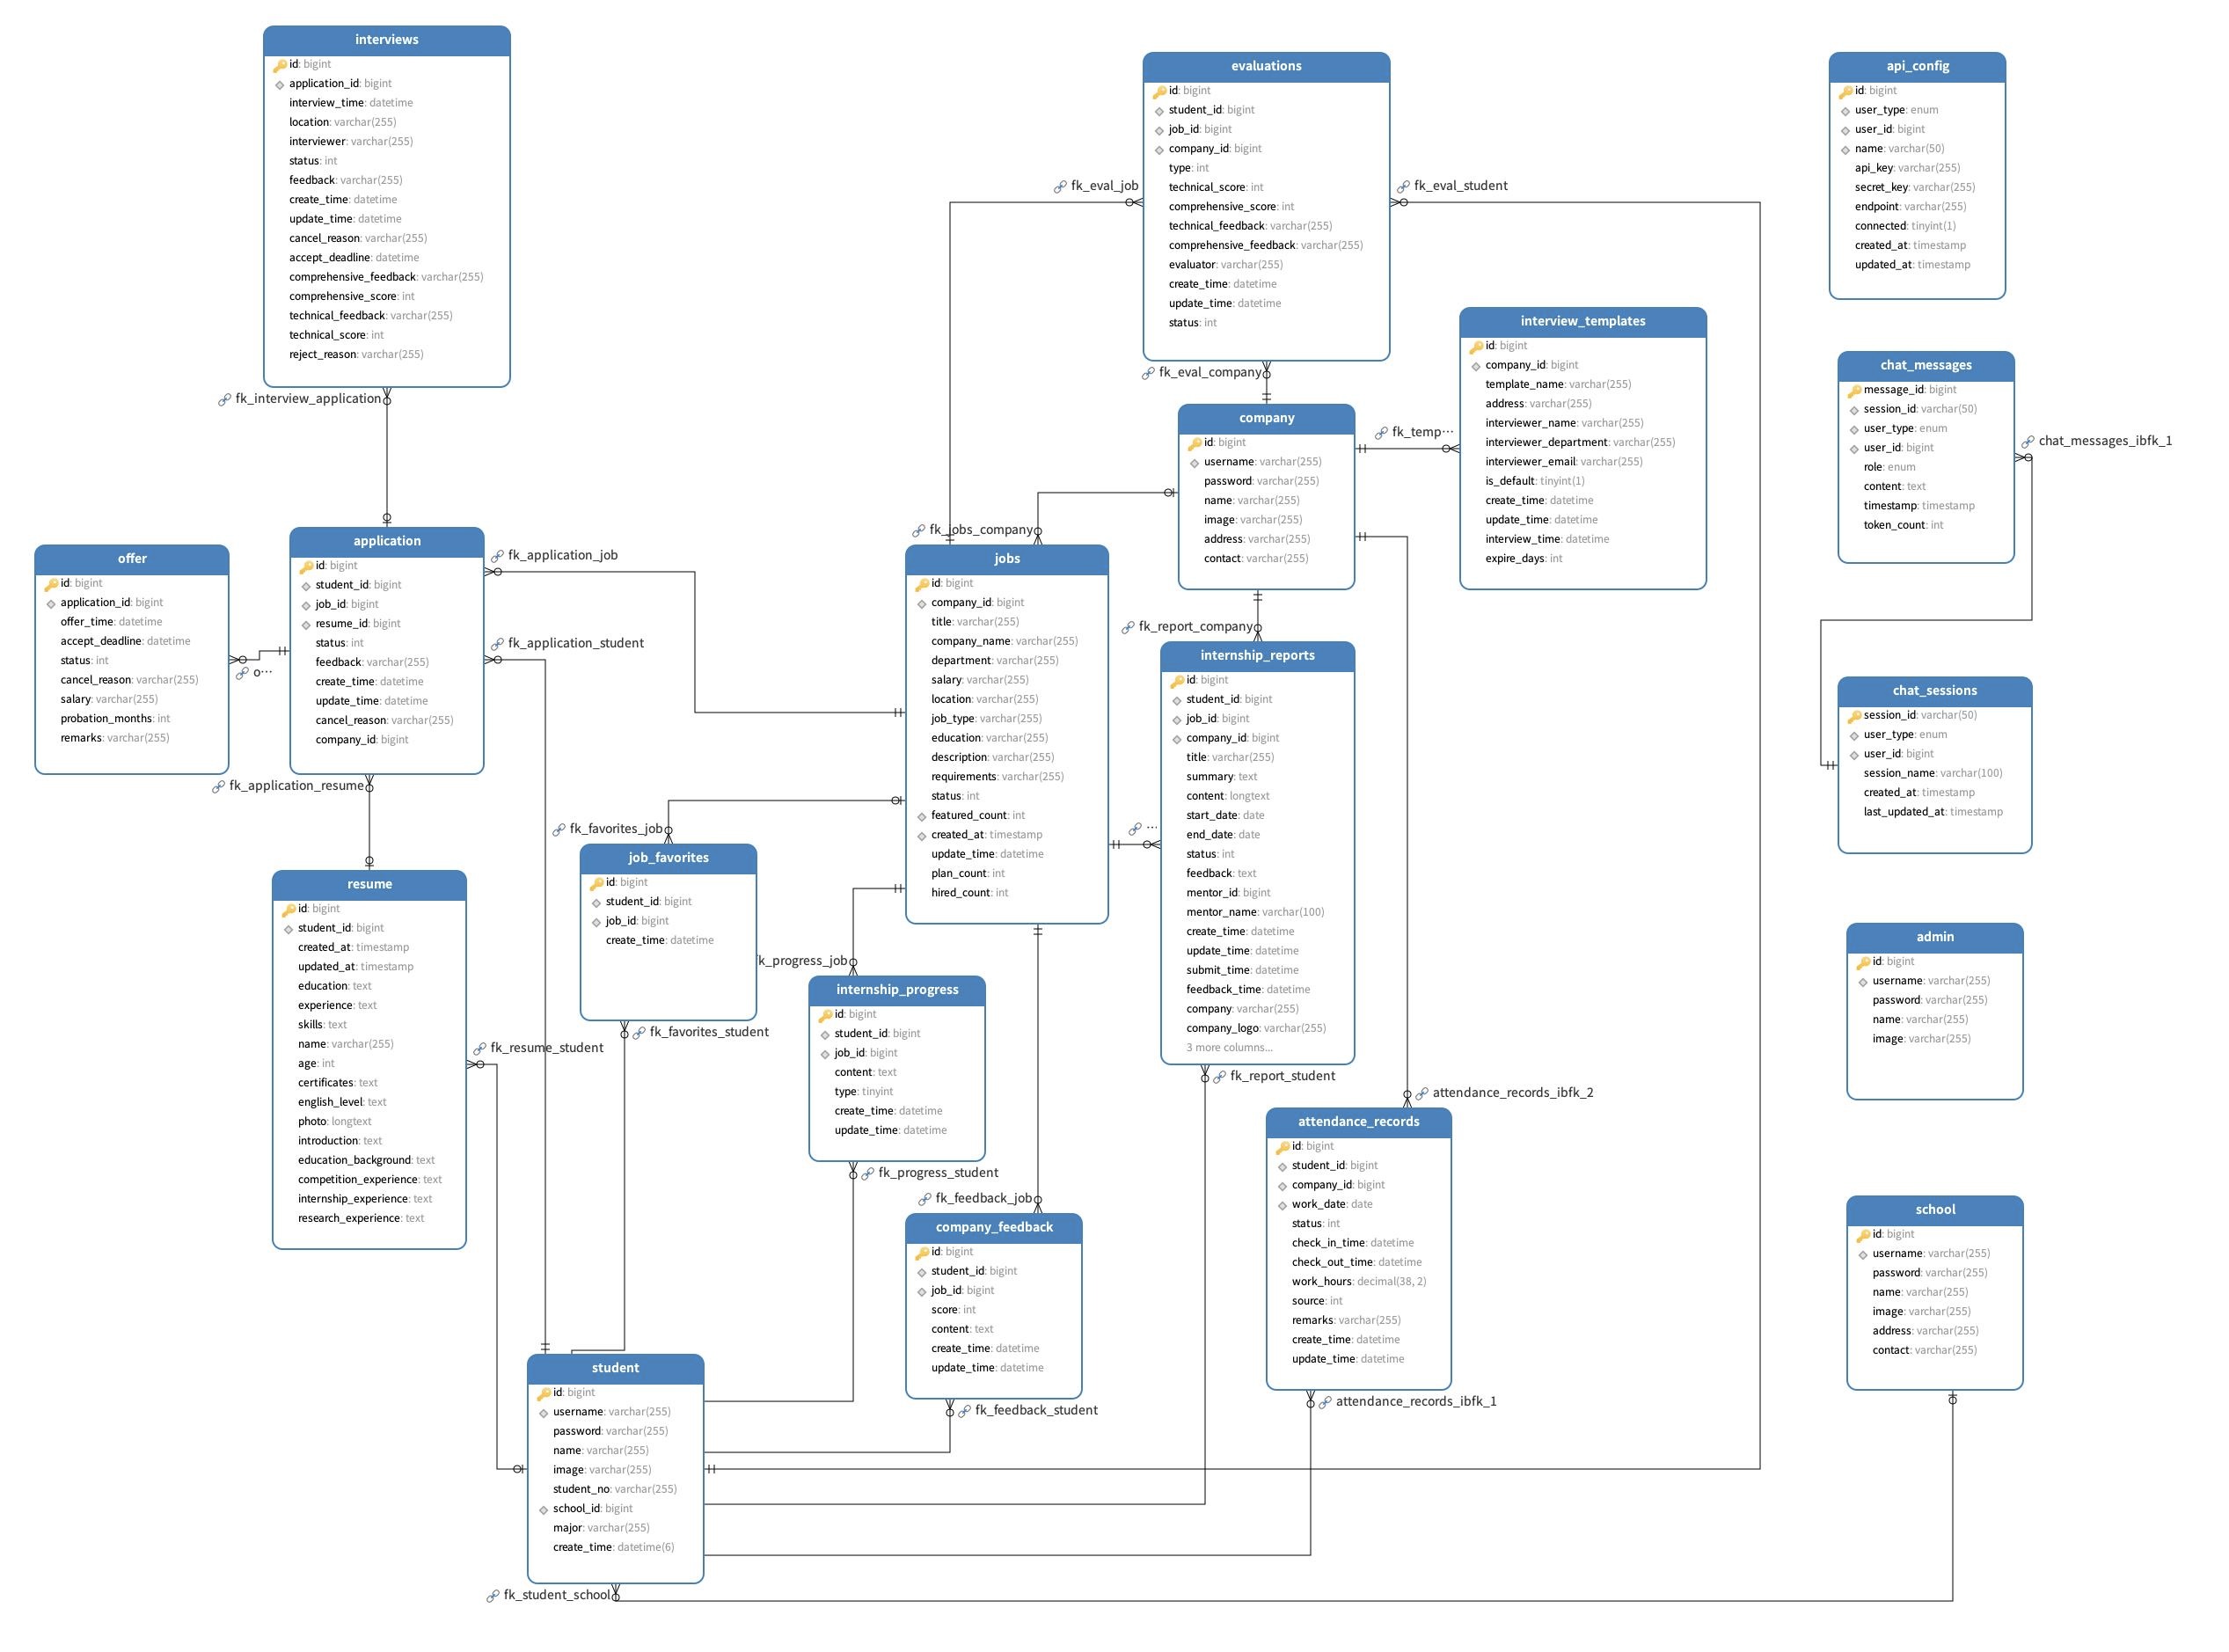 interviews
id: bigint
application_id: bigint
interview_time: datetime
location: varchar(255)
interviewer: varchar(255)
status: int
feedback: varchar(255)
create_time: datetime
update_time: datetime
cancel_reason: varchar(255)
accept_deadline: datetime
comprehensive_feedback: varchar(255)
comprehensive_score: int
technical_feedback: varchar(255)
technical_score: int
reject_reason: varchar(255)
fk_interview_application
evaluations
id: bigint
student_id: bigint
job_id: bigint
company_id: bigint
type: int
technical_score: int
comprehensive_score: int
technical_feedback: varchar(255)
comprehensive_feedback: varchar(255)
evaluator: varchar(255)
create_time: datetime
update_time: datetime
status: int
fk_eval_job
fk_eval_student
fk_eval_company
api_config
id: bigint
user_type: enum
user_id: bigint
name: varchar(50)
api_key: varchar(255)
secret_key: varchar(255)
endpoint: varchar(255)
connected: tinyint(1)
created_at: timestamp
updated_at: timestamp
interview_templates
id: bigint
company_id: bigint
template_name: varchar(255)
address: varchar(255)
interviewer_name: varchar(255)
interviewer_department: varchar(255)
interviewer_email: varchar(255)
is_default: tinyint(1)
create_time: datetime
update_time: datetime
interview_time: datetime
expire_days: int
fk_temp···
company
id: bigint
username: varchar(255)
password: varchar(255)
name: varchar(255)
image: varchar(255)
address: varchar(255)
contact: varchar(255)
chat_messages
message_id: bigint
session_id: varchar(50)
user_type: enum
user_id: bigint
role: enum
content: text
timestamp: timestamp
token_count: int
chat_messages_ibfk_1
offer
id: bigint
application_id: bigint
offer_time: datetime
accept_deadline: datetime
status: int
cancel_reason: varchar(255)
salary: varchar(255)
probation_months: int
remarks: varchar(255)
o···
application
id: bigint
student_id: bigint
job_id: bigint
resume_id: bigint
status: int
feedback: varchar(255)
create_time: datetime
update_time: datetime
cancel_reason: varchar(255)
company_id: bigint
fk_application_job
fk_application_student
fk_application_resume
fk_jobs_company
jobs
id: bigint
company_id: bigint
title: varchar(255)
company_name: varchar(255)
department: varchar(255)
salary: varchar(255)
location: varchar(255)
job_type: varchar(255)
education: varchar(255)
description: varchar(255)
requirements: varchar(255)
status: int
featured_count: int
created_at: timestamp
update_time: datetime
plan_count: int
hired_count: int
fk_report_company
internship_reports
id: bigint
student_id: bigint
job_id: bigint
company_id: bigint
title: varchar(255)
summary: text
content: longtext
start_date: date
end_date: date
status: int
feedback: text
mentor_id: bigint
mentor_name: varchar(100)
create_time: datetime
update_time: datetime
submit_time: datetime
feedback_time: datetime
company: varchar(255)
company_logo: varchar(255)
3 more columns...
···
fk_report_student
chat_sessions
session_id: varchar(50)
user_type: enum
user_id: bigint
session_name: varchar(100)
created_at: timestamp
last_updated_at: timestamp
fk_favorites_job
job_favorites
id: bigint
student_id: bigint
job_id: bigint
create_time: datetime
fk_favorites_student
resume
id: bigint
student_id: bigint
created_at: timestamp
updated_at: timestamp
education: text
experience: text
skills: text
name: varchar(255)
age: int
certificates: text
english_level: text
photo: longtext
introduction: text
education_background: text
competition_experience: text
internship_experience: text
research_experience: text
fk_resume_student
k_progress_job
internship_progress
id: bigint
student_id: bigint
job_id: bigint
content: text
type: tinyint
create_time: datetime
update_time: datetime
fk_progress_student
admin
id: bigint
username: varchar(255)
password: varchar(255)
name: varchar(255)
image: varchar(255)
attendance_records_ibfk_2
attendance_records
id: bigint
student_id: bigint
company_id: bigint
work_date: date
status: int
check_in_time: datetime
check_out_time: datetime
work_hours: decimal(38, 2)
source: int
remarks: varchar(255)
create_time: datetime
update_time: datetime
attendance_records_ibfk_1
fk_feedback_job
company_feedback
id: bigint
student_id: bigint
job_id: bigint
score: int
content: text
create_time: datetime
update_time: datetime
fk_feedback_student
school
id: bigint
username: varchar(255)
password: varchar(255)
name: varchar(255)
image: varchar(255)
address: varchar(255)
contact: varchar(255)
student
id: bigint
username: varchar(255)
password: varchar(255)
name: varchar(255)
image: varchar(255)
student_no: varchar(255)
school_id: bigint
major: varchar(255)
create_time: datetime(6)
fk_student_school